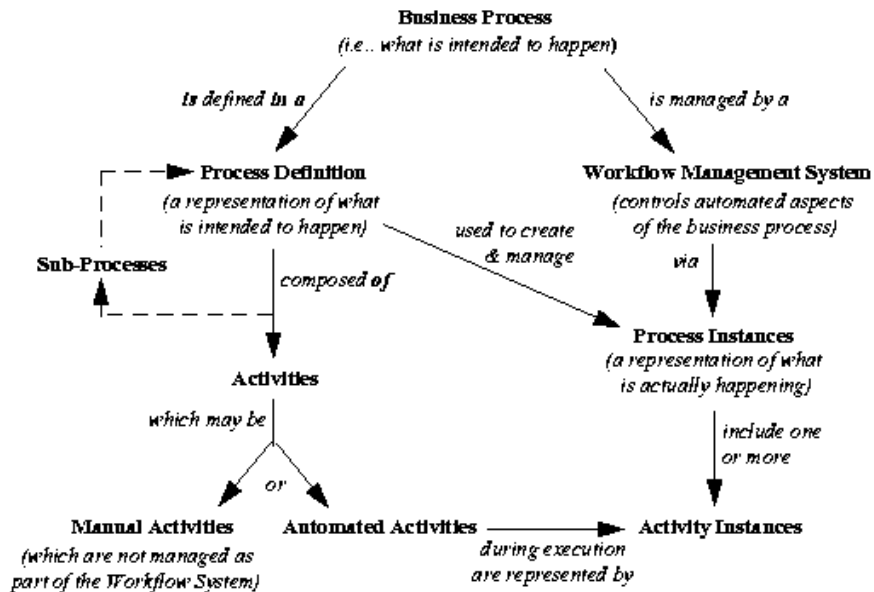 Business Process
(i.e.. what is intended to happen)
is defined in a
is managed by a
Process Definition
(a representation of what
is intended to happen)
Workflow Management System
(controls automated aspects
of the business process)
used to create
& manage
via
Sub-Processes
composed of
Process Instances
(a representation of what
is actually happening)
Activities
which may be
include one
or more
or
Manual Activities
(which are not managed as
part of the Workflow System)
Automated Activities
during execution
are represented by
Activity Instances